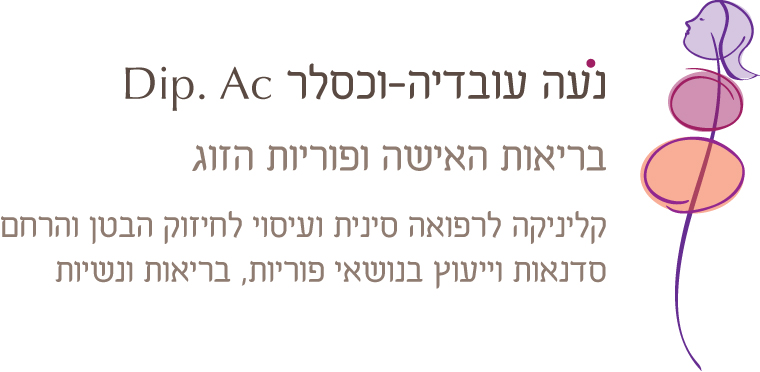 נעה עובדיה-וכסלר Dip. Ac
בריאות האישה ופוריות הזוג
קליניקה לרפואה סינית ועיסוי לחיזוק הבטן והרחם
סדנאות וייעוץ בנושאי פוריות, בריאות ונשיות